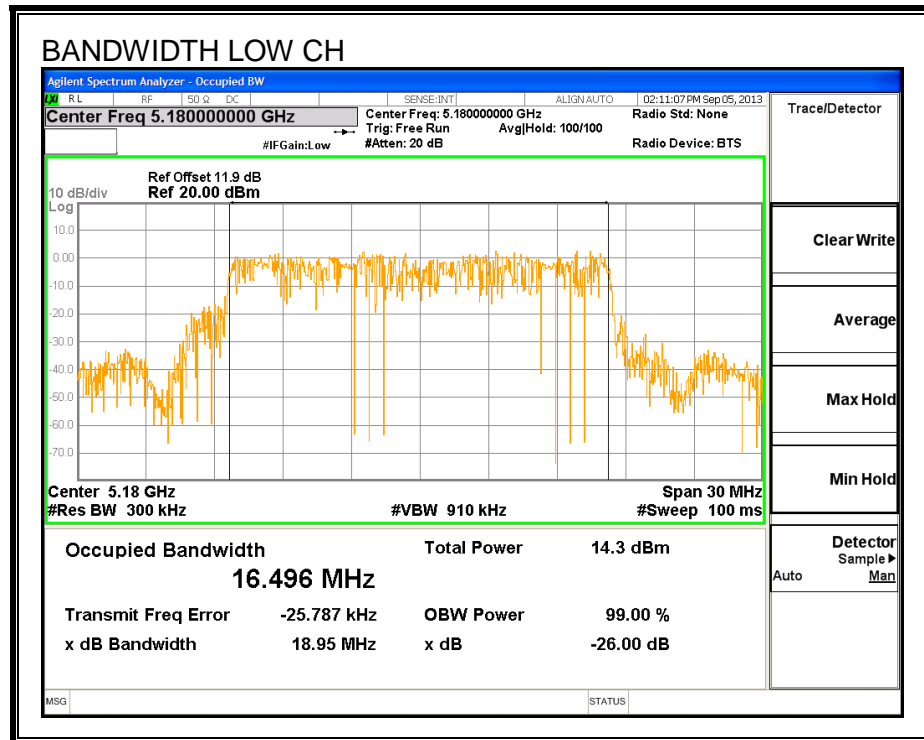 BANDWIDTH LOW CH
Agilent Spectrum Analyzer - Occupied BW
LXI RL RF 50 Ω DC SENSE:INT ALIGN AUTO 02:11:07 PM Sep 05, 2013
Center Freq 5.180000000 GHz
Center Freq: 5.180000000 GHz
Radio Std: None
Trig: Free Run Avg|Hold: 100/100
#IFGain:Low
#Atten: 20 dB
Radio Device: BTS
Trace/Detector
Ref Offset 11.9 dB
10 dB/div Ref 20.00 dBm
Log
10.0
0.00
-10.0
-20.0
-30.0
-40.0
-50.0
-60.0
-70.0
Center 5.18 GHz Span 30 MHz
#Res BW 300 kHz #VBW 910 kHz #Sweep 100 ms
Clear Write
Average
Max Hold
Min Hold
Detector
Sample▶
Auto Man
Occupied Bandwidth Total Power 14.3 dBm
16.496 MHz
Transmit Freq Error -25.787 kHz OBW Power 99.00 %
x dB Bandwidth 18.95 MHz x dB -26.00 dB
MSG STATUS